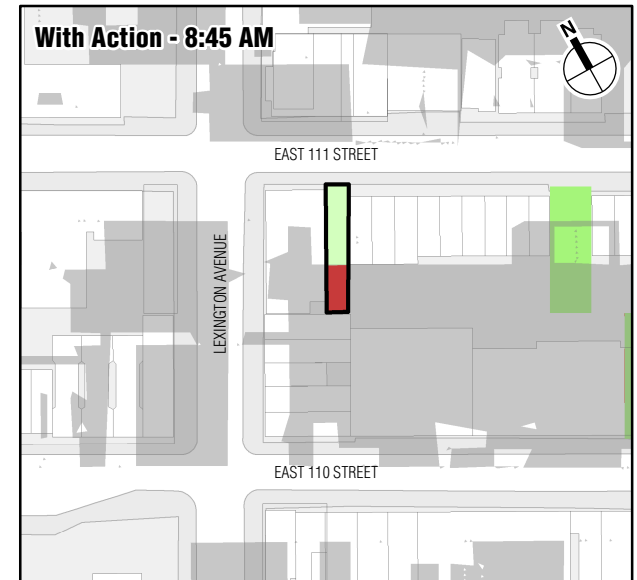 With Action - 8:45 AM
N
EAST 111 STREET
LEXINGTON AVENUE
EAST 110 STREET